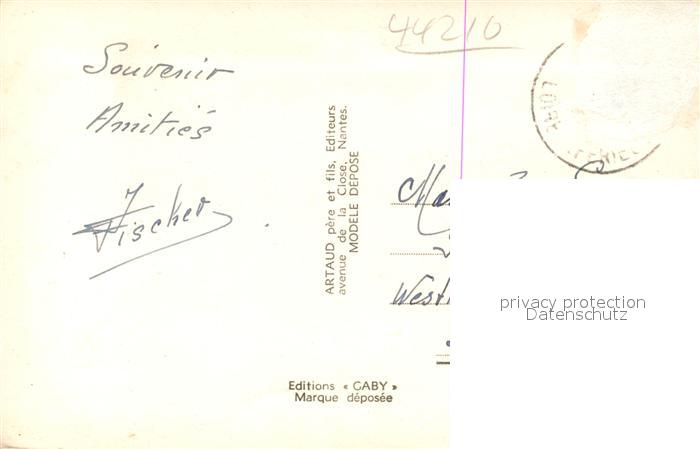 44210
Souvenir
Amitiés
Fischer
ARTAUD père et fils, Editeurs
avenue de la Close, Nantes.
MODELE DEPOSE
privacy protection
Datenschutz
Editions « GABY »
Marque déposée